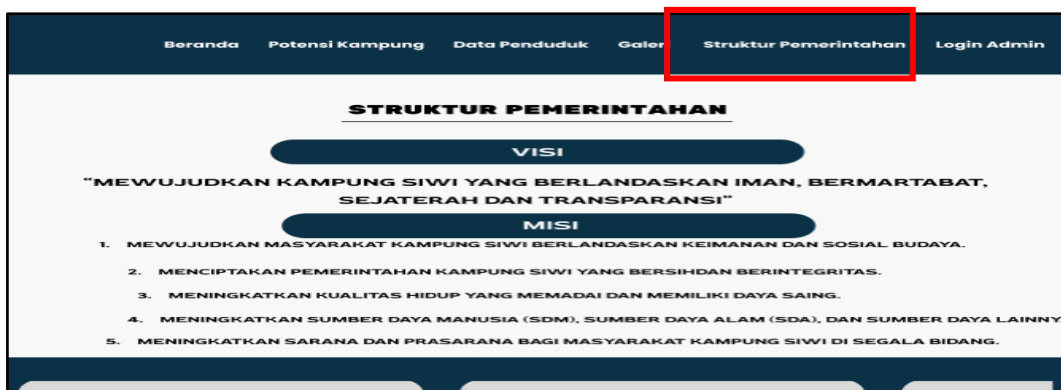 Beranda Potensi Kampung Data Penduduk Galeri Struktur Pemerintahan Login Admin
STRUKTUR PEMERINTAHAN
VISI
“MEWUJUDKAN KAMPUNG SIWI YANG BERLANDASKAN IMAN, BERMARTABAT,
SEJATERAH DAN TRANSPARANSI”
MISI
1. MEWUJUDKAN MASYARAKAT KAMPUNG SIWI BERLANDASKAN KEIMANAN DAN SOSIAL BUDAYA.
2. MENCIPTAKAN PEMERINTAHAN KAMPUNG SIWI YANG BERSIHDAN BERINTEGRITAS.
3. MENINGKATKAN KUALITAS HIDUP YANG MEMADAI DAN MEMILIKI DAYA SAING.
4. MENINGKATKAN SUMBER DAYA MANUSIA (SDM), SUMBER DAYA ALAM (SDA), DAN SUMBER DAYA LAINNY
5. MENINGKATKAN SARANA DAN PRASARANA BAGI MASYARAKAT KAMPUNG SIWI DI SEGALA BIDANG.